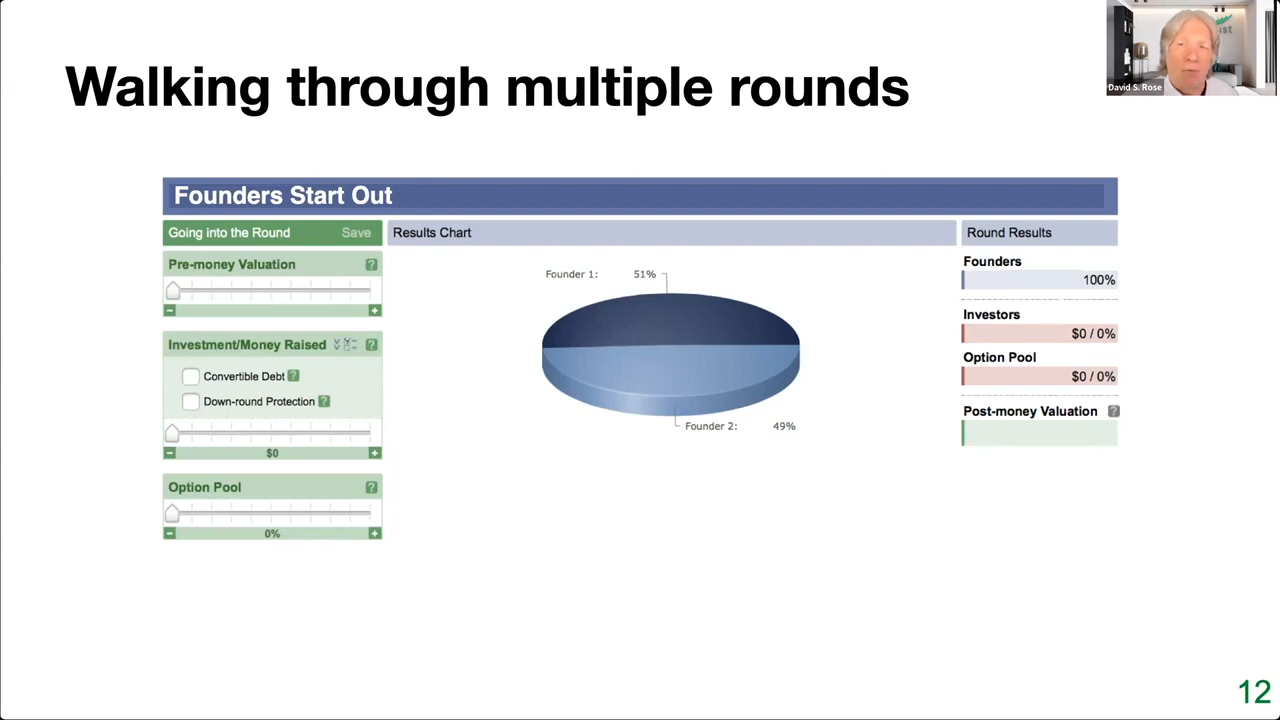 Walking through multiple rounds
ust
David S. Rose
Founders Start Out
Going into the Round Save
Results Chart
Round Results
Pre-money Valuation ?
- +
Investment/Money Raised ?
Convertible Debt ?
Down-round Protection ?
- $0 +
Option Pool ?
- 0% +
Founder 1: 51%
Founder 2: 49%
Founders
100%
Investors
$0 / 0%
Option Pool
$0 / 0%
Post-money Valuation ?
12